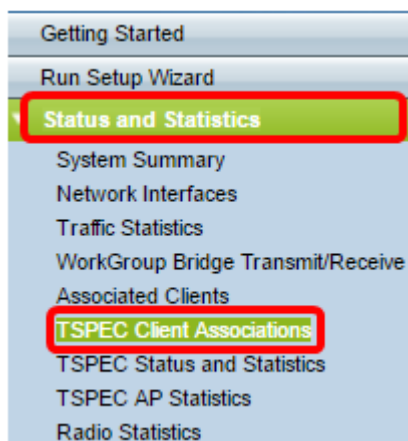 Getting Started
Run Setup Wizard
Status and Statistics
System Summary
Network Interfaces
Traffic Statistics
WorkGroup Bridge Transmit/Receive
Associated Clients
TSPEC Client Associations
TSPEC Status and Statistics
TSPEC AP Statistics
Radio Statistics